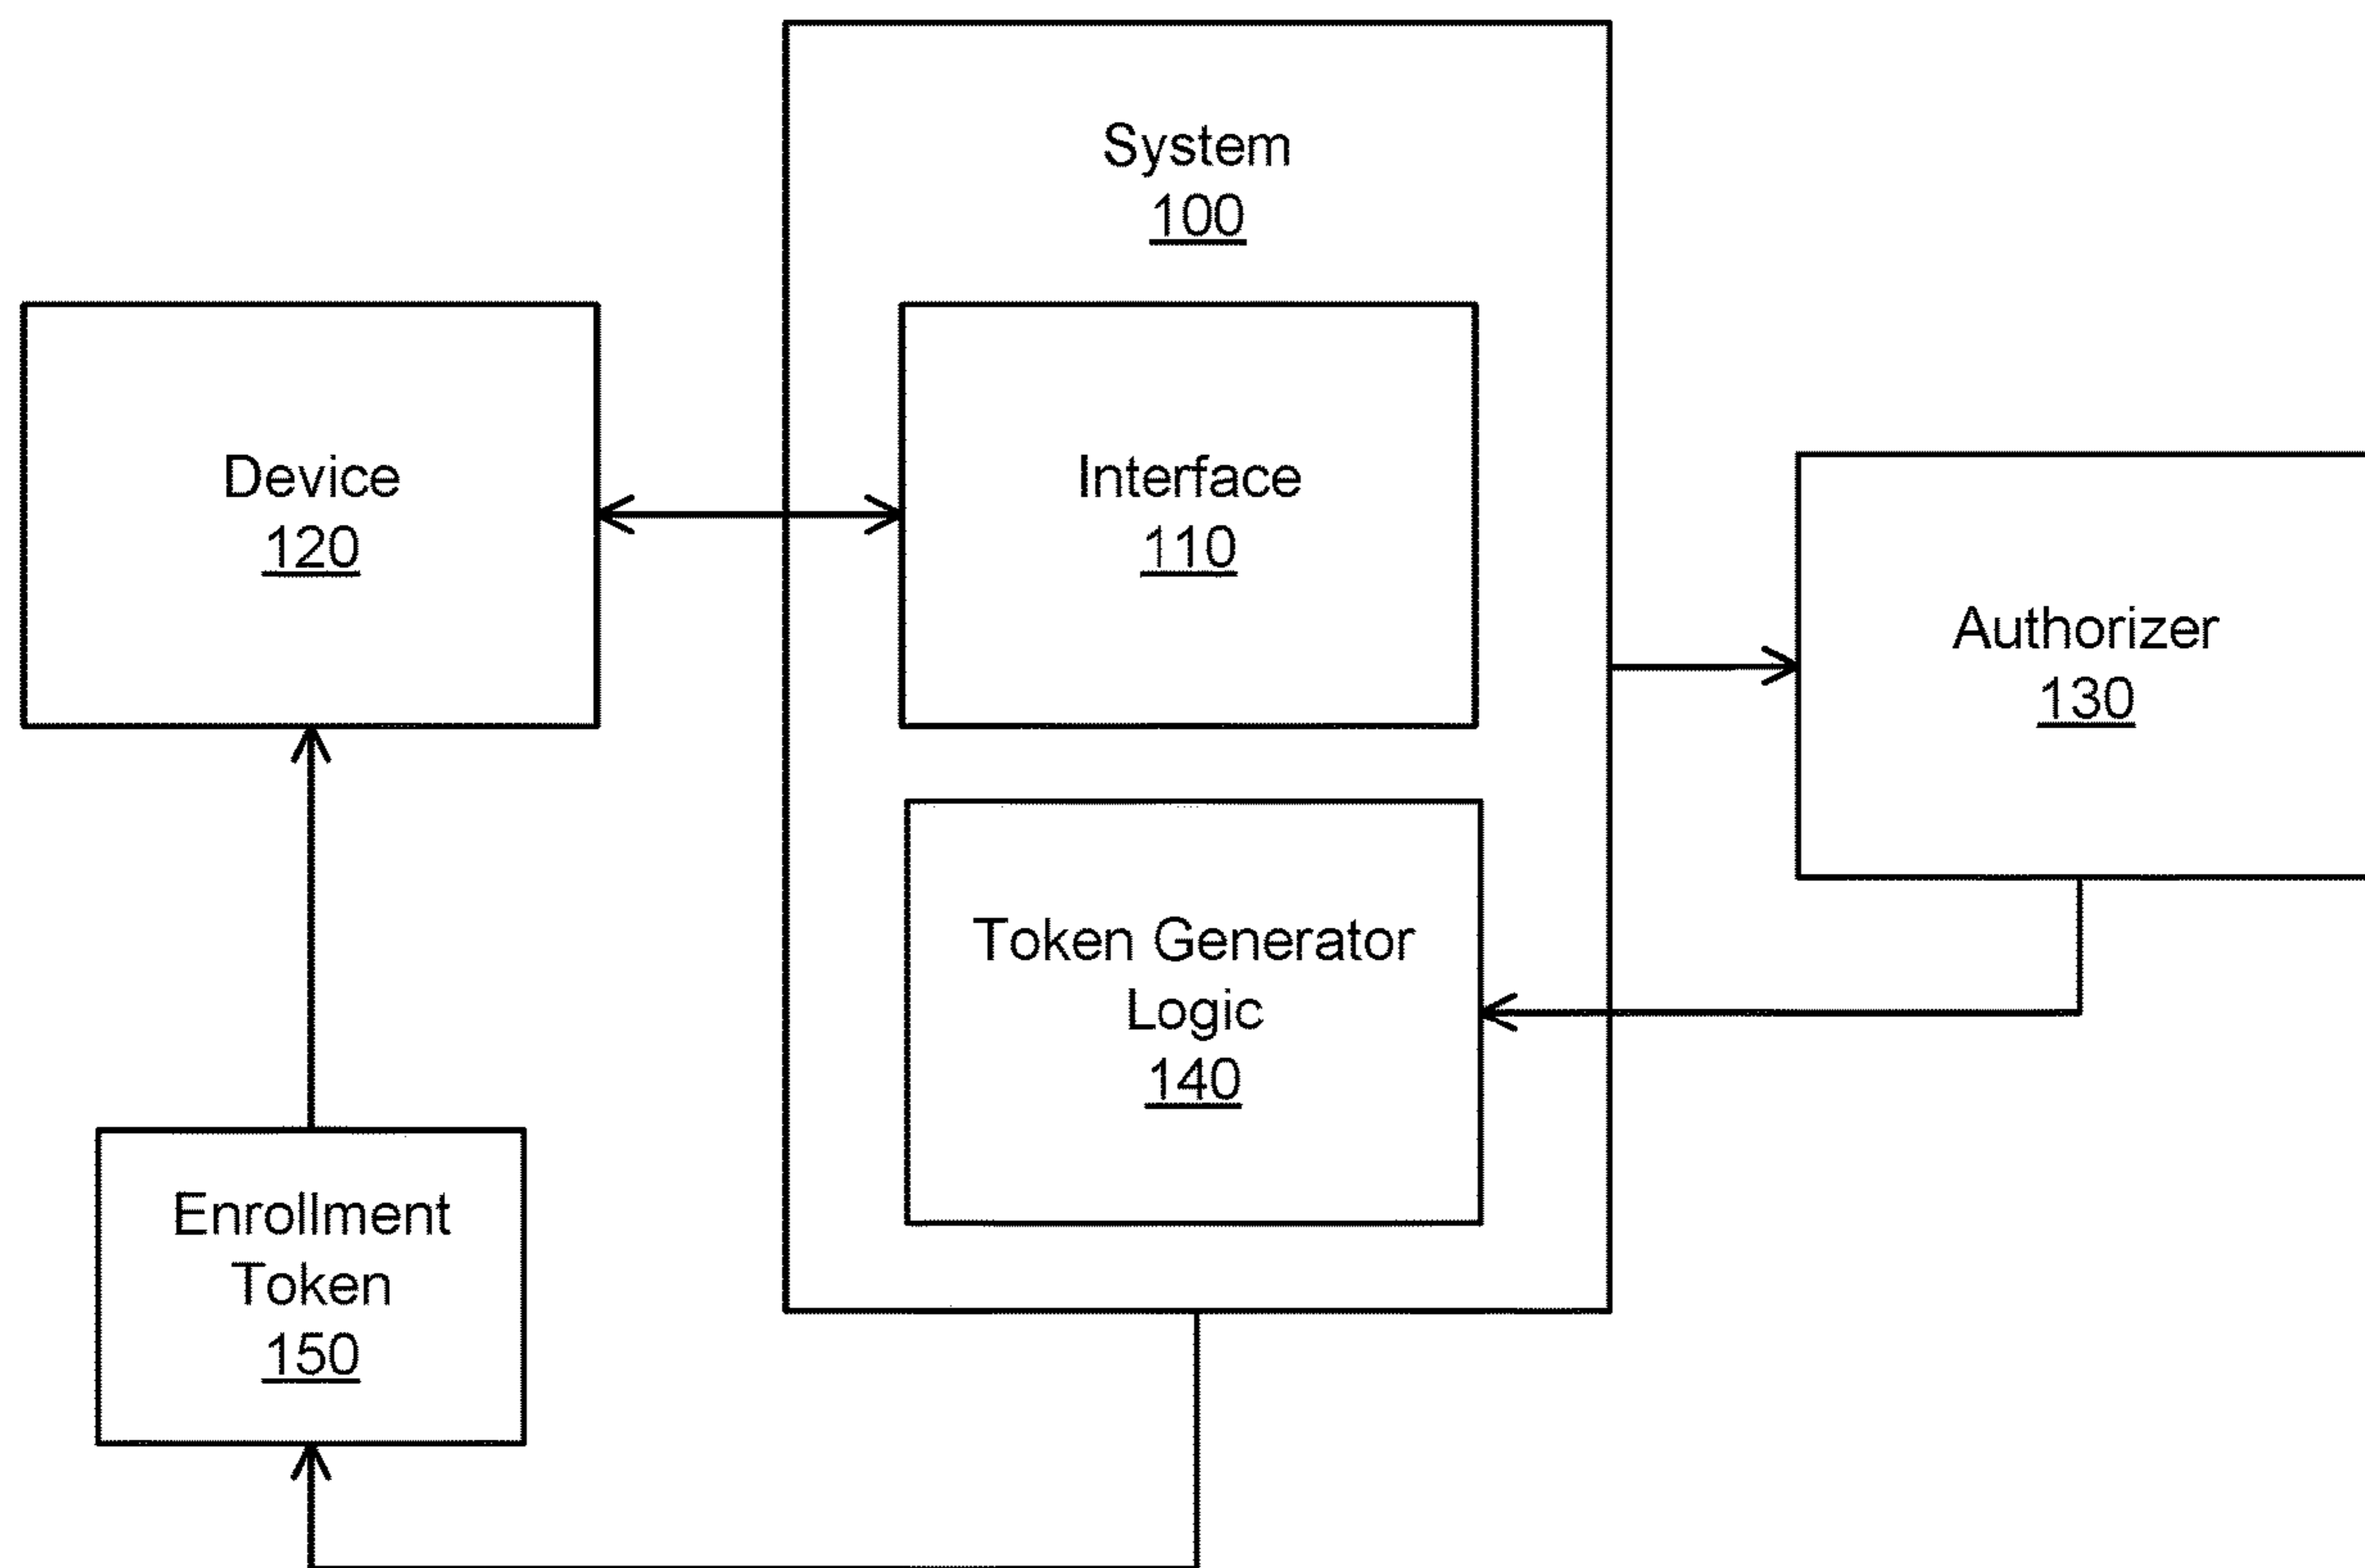 System
100
Device
120
Interface
110
Authorizer
130
Token Generator
Logic
140
Enrollment
Token
150